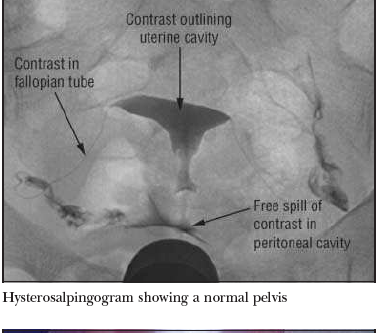 Contrast outlining
uterine cavity
Contrast in
fallopian tube
Free spill of
contrast in
peritoneal cavity
Hysterosalpingogram showing a normal pelvis